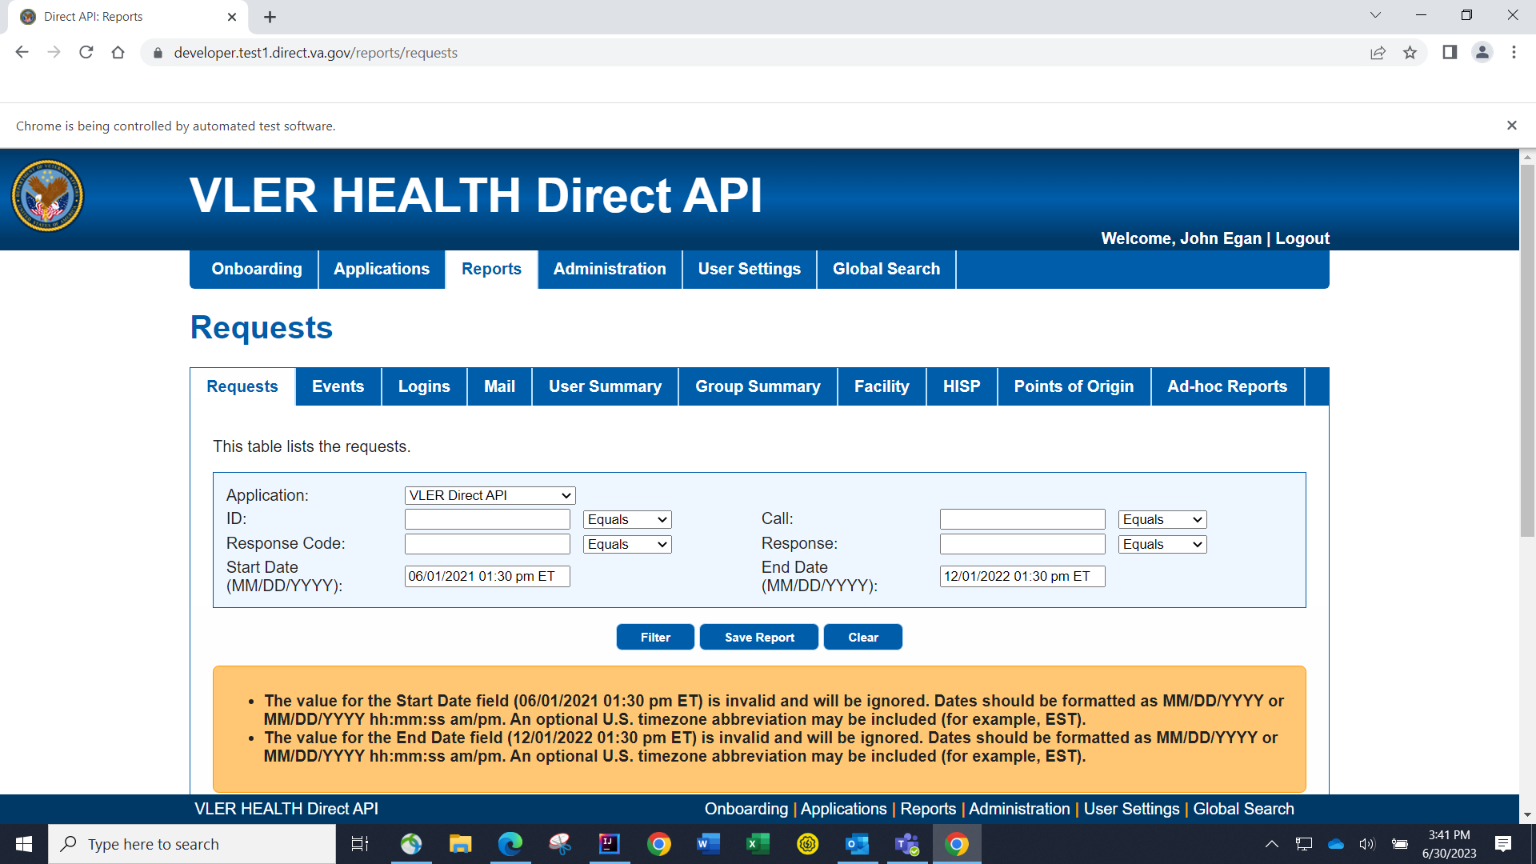 Direct API: Reports
developer.test1.direct.va.gov/reports/requests
Chrome is being controlled by automated test software.
VLER HEALTH Direct API
Welcome, John Egan | Logout
Onboarding Applications Reports Administration User Settings Global Search
Requests
Requests Events Logins Mail User Summary Group Summary Facility HISP Points of Origin Ad-hoc Reports
This table lists the requests.
Application: VLER Direct API
ID: Equals Call: Equals
Response Code: Equals Response: Equals
Start Date (MM/DD/YYYY): 06/01/2021 01:30 pm ET End Date (MM/DD/YYYY): 12/01/2022 01:30 pm ET
Filter Save Report Clear
• The value for the Start Date field (06/01/2021 01:30 pm ET) is invalid and will be ignored. Dates should be formatted as MM/DD/YYYY or
MM/DD/YYYY hh:mm:ss am/pm. An optional U.S. timezone abbreviation may be included (for example, EST).
• The value for the End Date field (12/01/2022 01:30 pm ET) is invalid and will be ignored. Dates should be formatted as MM/DD/YYYY or
MM/DD/YYYY hh:mm:ss am/pm. An optional U.S. timezone abbreviation may be included (for example, EST).
VLER HEALTH Direct API Onboarding | Applications | Reports | Administration | User Settings | Global Search
Type here to search
3:41 PM
6/30/2023